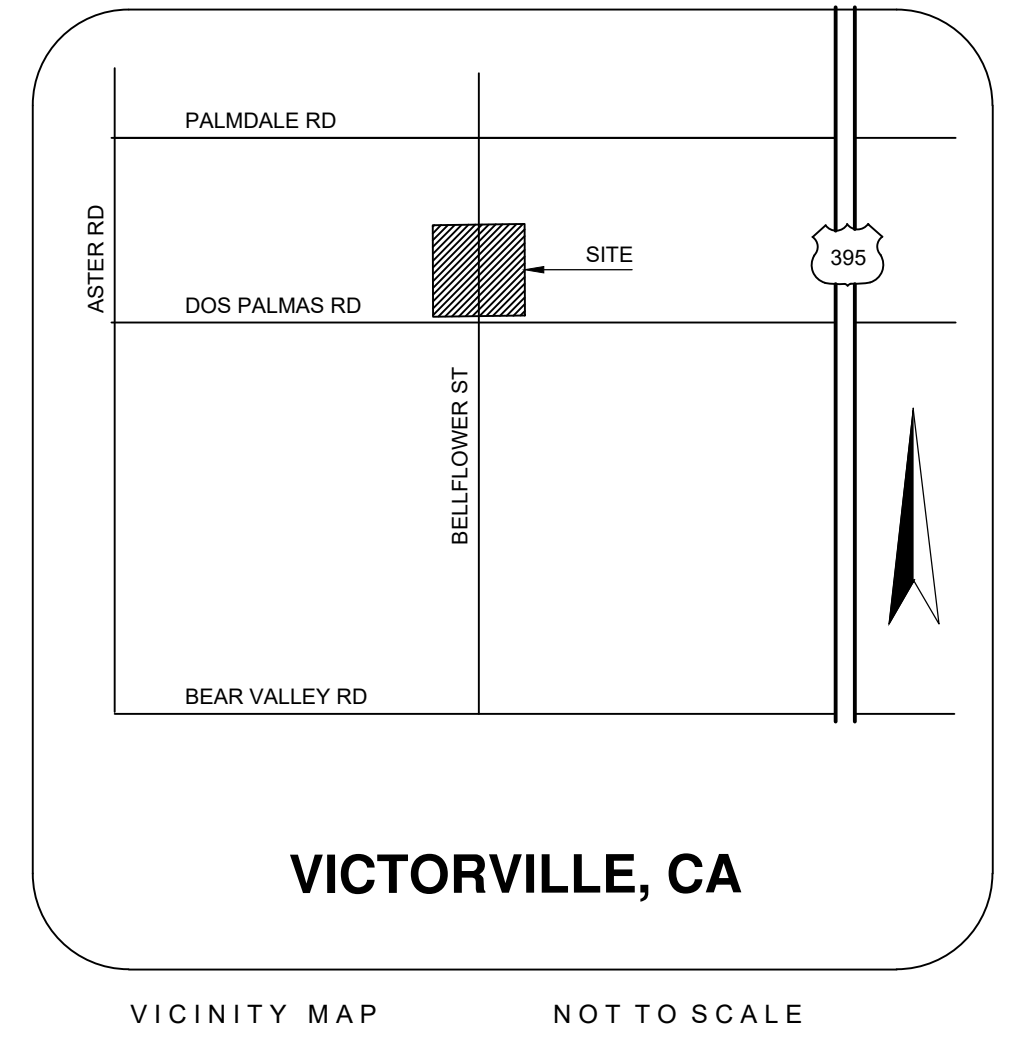 PALMDALE RD
ASTER RD
SITE
395
DOS PALMAS RD
BELLFLOWER ST
BEAR VALLEY RD
VICTORVILLE, CA
VICINITY MAP
NOT TO SCALE